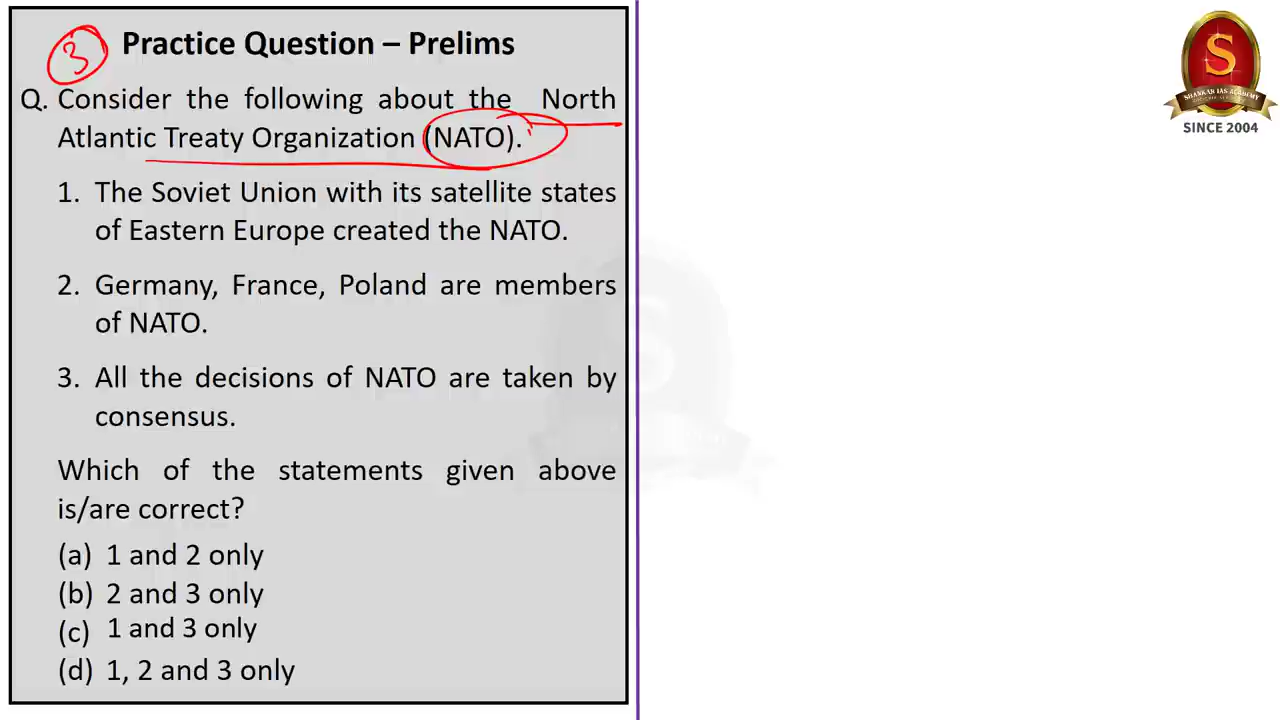 3
Practice Question – Prelims
Q. Consider the following about the North
Atlantic Treaty Organization (NATO).
1. The Soviet Union with its satellite states
of Eastern Europe created the NATO.
2. Germany, France, Poland are members
of NATO.
3. All the decisions of NATO are taken by
consensus.
Which of the statements given above
is/are correct?
(a) 1 and 2 only
(b) 2 and 3 only
(c) 1 and 3 only
(d) 1, 2 and 3 only
S
SHANKAR IAS ACADEMY
SINCE 2004